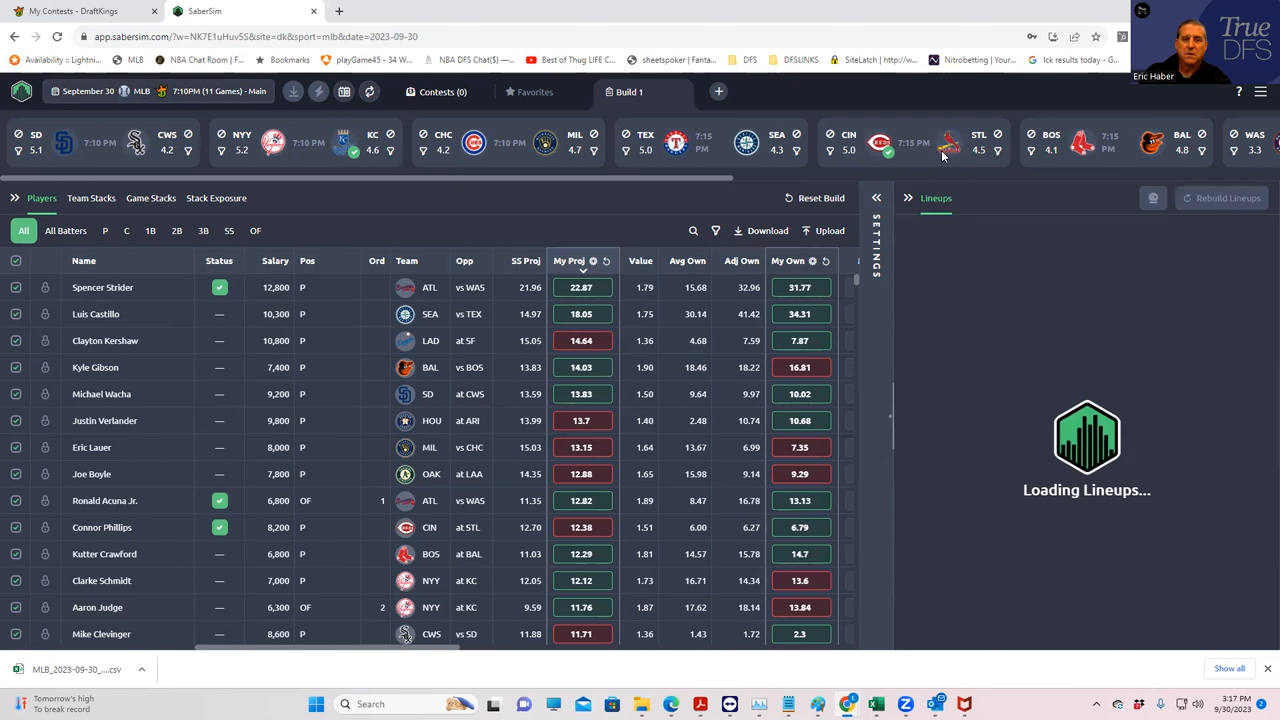 My Contests - DraftKings
SaberSim
True
DFS
Eric Haber
app.sabersim.com/?w=NK7E1uHuv5S&site=dk&sport=mlb&date=2023-09-30
Availability :: Lightni...
MLB
NBA Chat Room | F...
Bookmarks
playGame45 - 34 W...
NBA DFS Chat($) —...
Best of Thug LIFE C...
sheetspoker | Fanta...
DFS
DFSLINKS
SiteLatch | http://w...
Nitrobetting | Your...
Ick results today or...
September 30 MLB 7:10PM (11 Games) - Main
Contests (0)
Favorites
Build 1
SD 5.1 7:10 PM CWS 4.2
NYY 5.2 7:10 PM KC 4.6
CHC 4.2 7:10 PM MIL 4.7
TEX 5.0 7:15 PM SEA 4.3
CIN 5.0 7:15 PM STL 4.5
BOS 4.1 7:15 PM BAL 4.8
WAS 3.3
Players Team Stacks Game Stacks Stack Exposure
Reset Build
SETTINGS
Lineups
Rebuild Lineups
All All Batters P C 1B 2B 3B SS OF
Download Upload
Name Status Salary Pos Ord Team Opp SS Proj My Proj Value Avg Own Adj Own My Own
Spencer Strider 12,800 P ATL vs WAS 21.96 22.87 1.79 15.68 32.96 31.77
Luis Castillo — 10,300 P SEA vs TEX 14.97 18.05 1.75 30.14 41.42 34.31
Clayton Kershaw — 10,800 P LAD at SF 15.05 14.64 1.36 4.68 7.59 7.87
Kyle Gibson — 7,400 P BAL vs BOS 13.83 14.03 1.90 18.46 18.22 16.81
Michael Wacha — 9,200 P SD at CWS 13.59 13.83 1.50 9.64 9.97 10.02
Justin Verlander — 9,800 P HOU at ARI 13.99 13.7 1.40 2.48 10.74 10.68
Eric Lauer — 8,000 P MIL vs CHC 15.03 13.15 1.64 13.67 6.99 7.35
Joe Boyle — 7,800 P OAK at LAA 14.35 12.88 1.65 15.98 9.14 9.29
Ronald Acuna Jr. 6,800 OF 1 ATL vs WAS 11.35 12.82 1.89 8.47 16.78 13.13
Connor Phillips 8,200 P CIN at STL 12.70 12.38 1.51 6.00 6.27 6.79
Kutter Crawford — 6,800 P BOS at BAL 11.03 12.29 1.81 14.57 15.78 14.7
Clarke Schmidt — 7,000 P NYY at KC 12.05 12.12 1.73 16.71 14.34 13.6
Aaron Judge — 6,300 OF 2 NYY at KC 9.59 11.76 1.87 17.62 18.14 13.84
Mike Clevinger — 8,600 P CWS vs SD 11.88 11.71 1.36 1.43 1.72 2.3
Loading Lineups...
MLB_2023-09-30_....csv
Show all
Tomorrow's high
To break record
Search
3:17 PM
9/30/2023